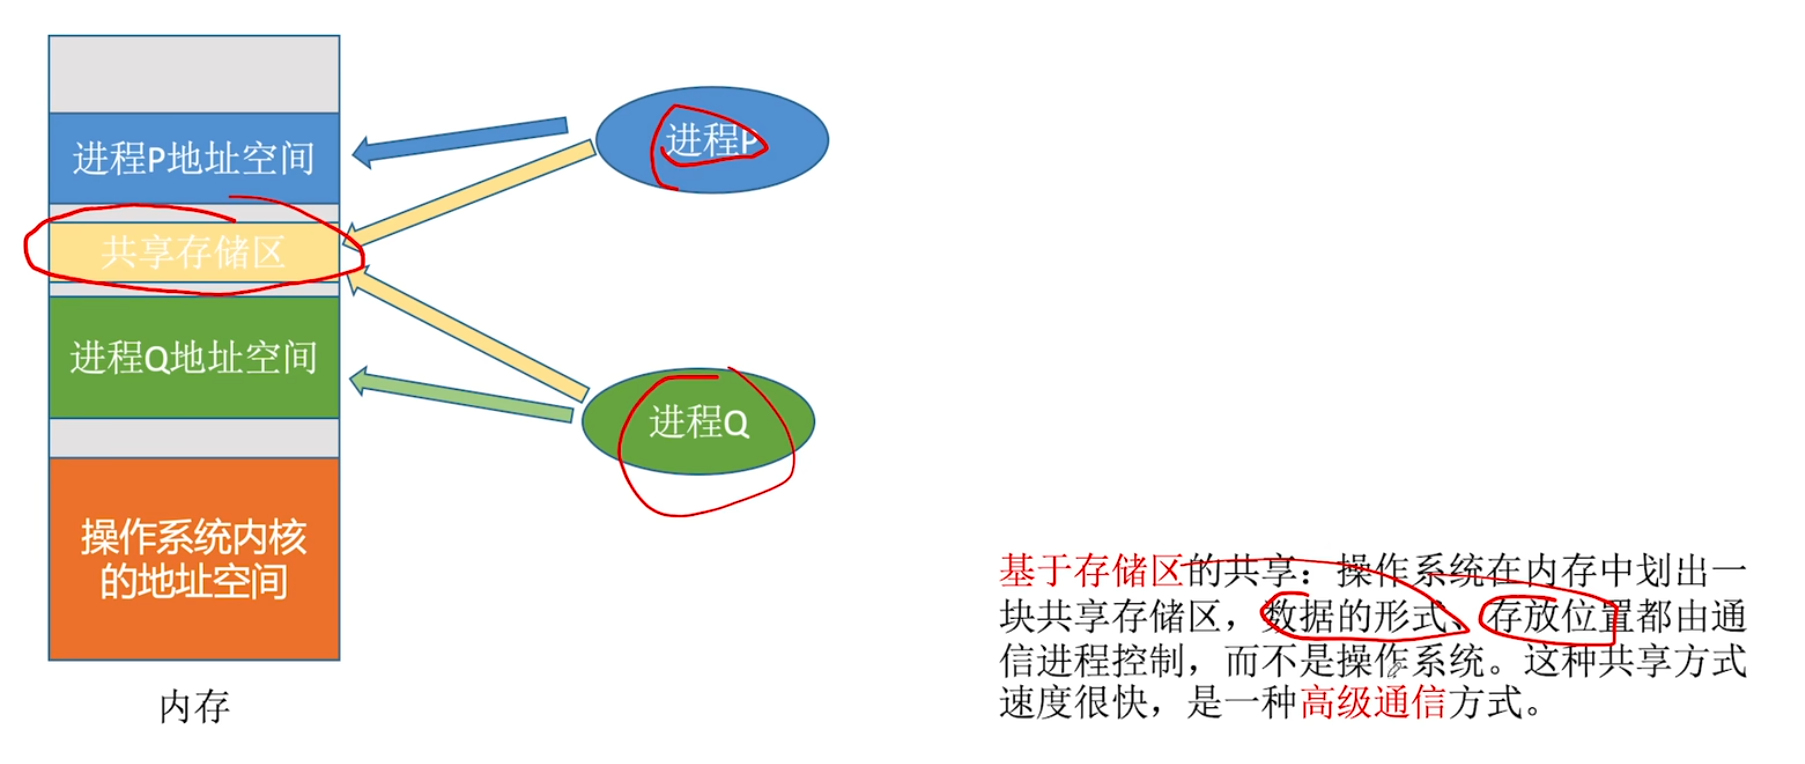 进程P地址空间
共享存储区
进程Q地址空间
操作系统内核
的地址空间
内存
进程P
进程Q
基于存储区的共享：操作系统在内存中划出一
块共享存储区，数据的形式、存放位置都由通
信进程控制，而不是操作系统。这种共享方式
速度很快，是一种高级通信方式。